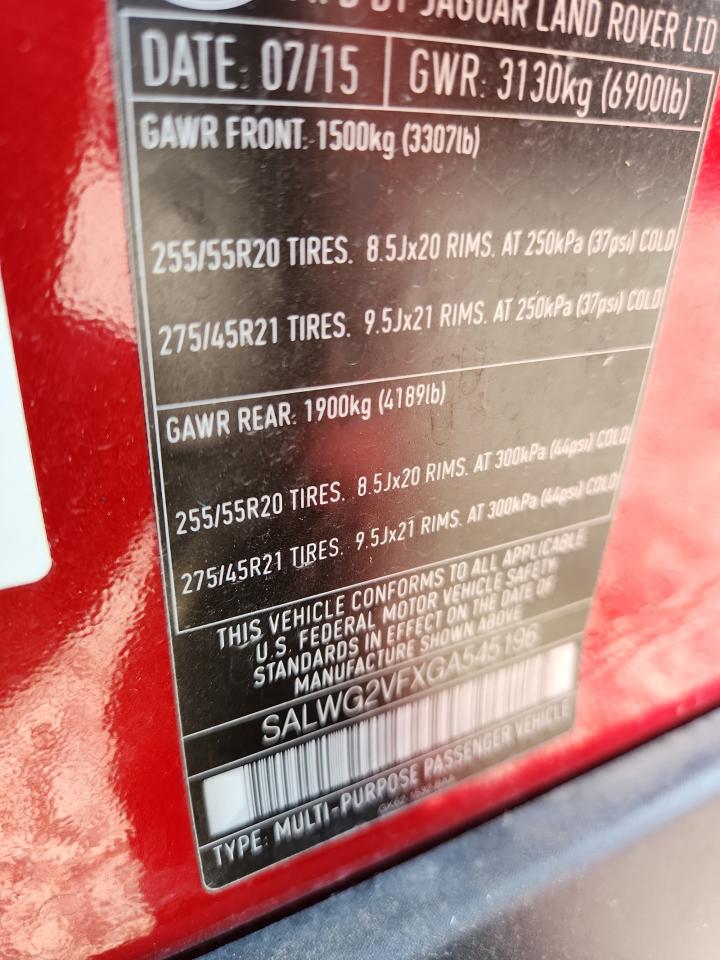 BY JAGUAR LAND ROVER LTD
DATE: 07/15 GWR: 3130kg (6900lb)
GAWR FRONT: 1500kg (3307lb)
255/55R20 TIRES. 8.5Jx20 RIMS. AT 250kPa (37psi) COLD
275/45R21 TIRES. 9.5Jx21 RIMS. AT 250kPa (37psi) COLD
GAWR REAR: 1900kg (4189lb)
255/55R20 TIRES. 8.5Jx20 RIMS. AT 300kPa (44psi) COLD
275/45R21 TIRES. 9.5Jx21 RIMS. AT 300kPa (44psi) COLD
THIS VEHICLE CONFORMS TO ALL APPLICABLE
U.S. FEDERAL MOTOR VEHICLE SAFETY
STANDARDS IN EFFECT ON THE DATE OF
MANUFACTURE SHOWN ABOVE
SALWG2VFXGA545196
TYPE: MULTI-PURPOSE PASSENGER VEHICLE